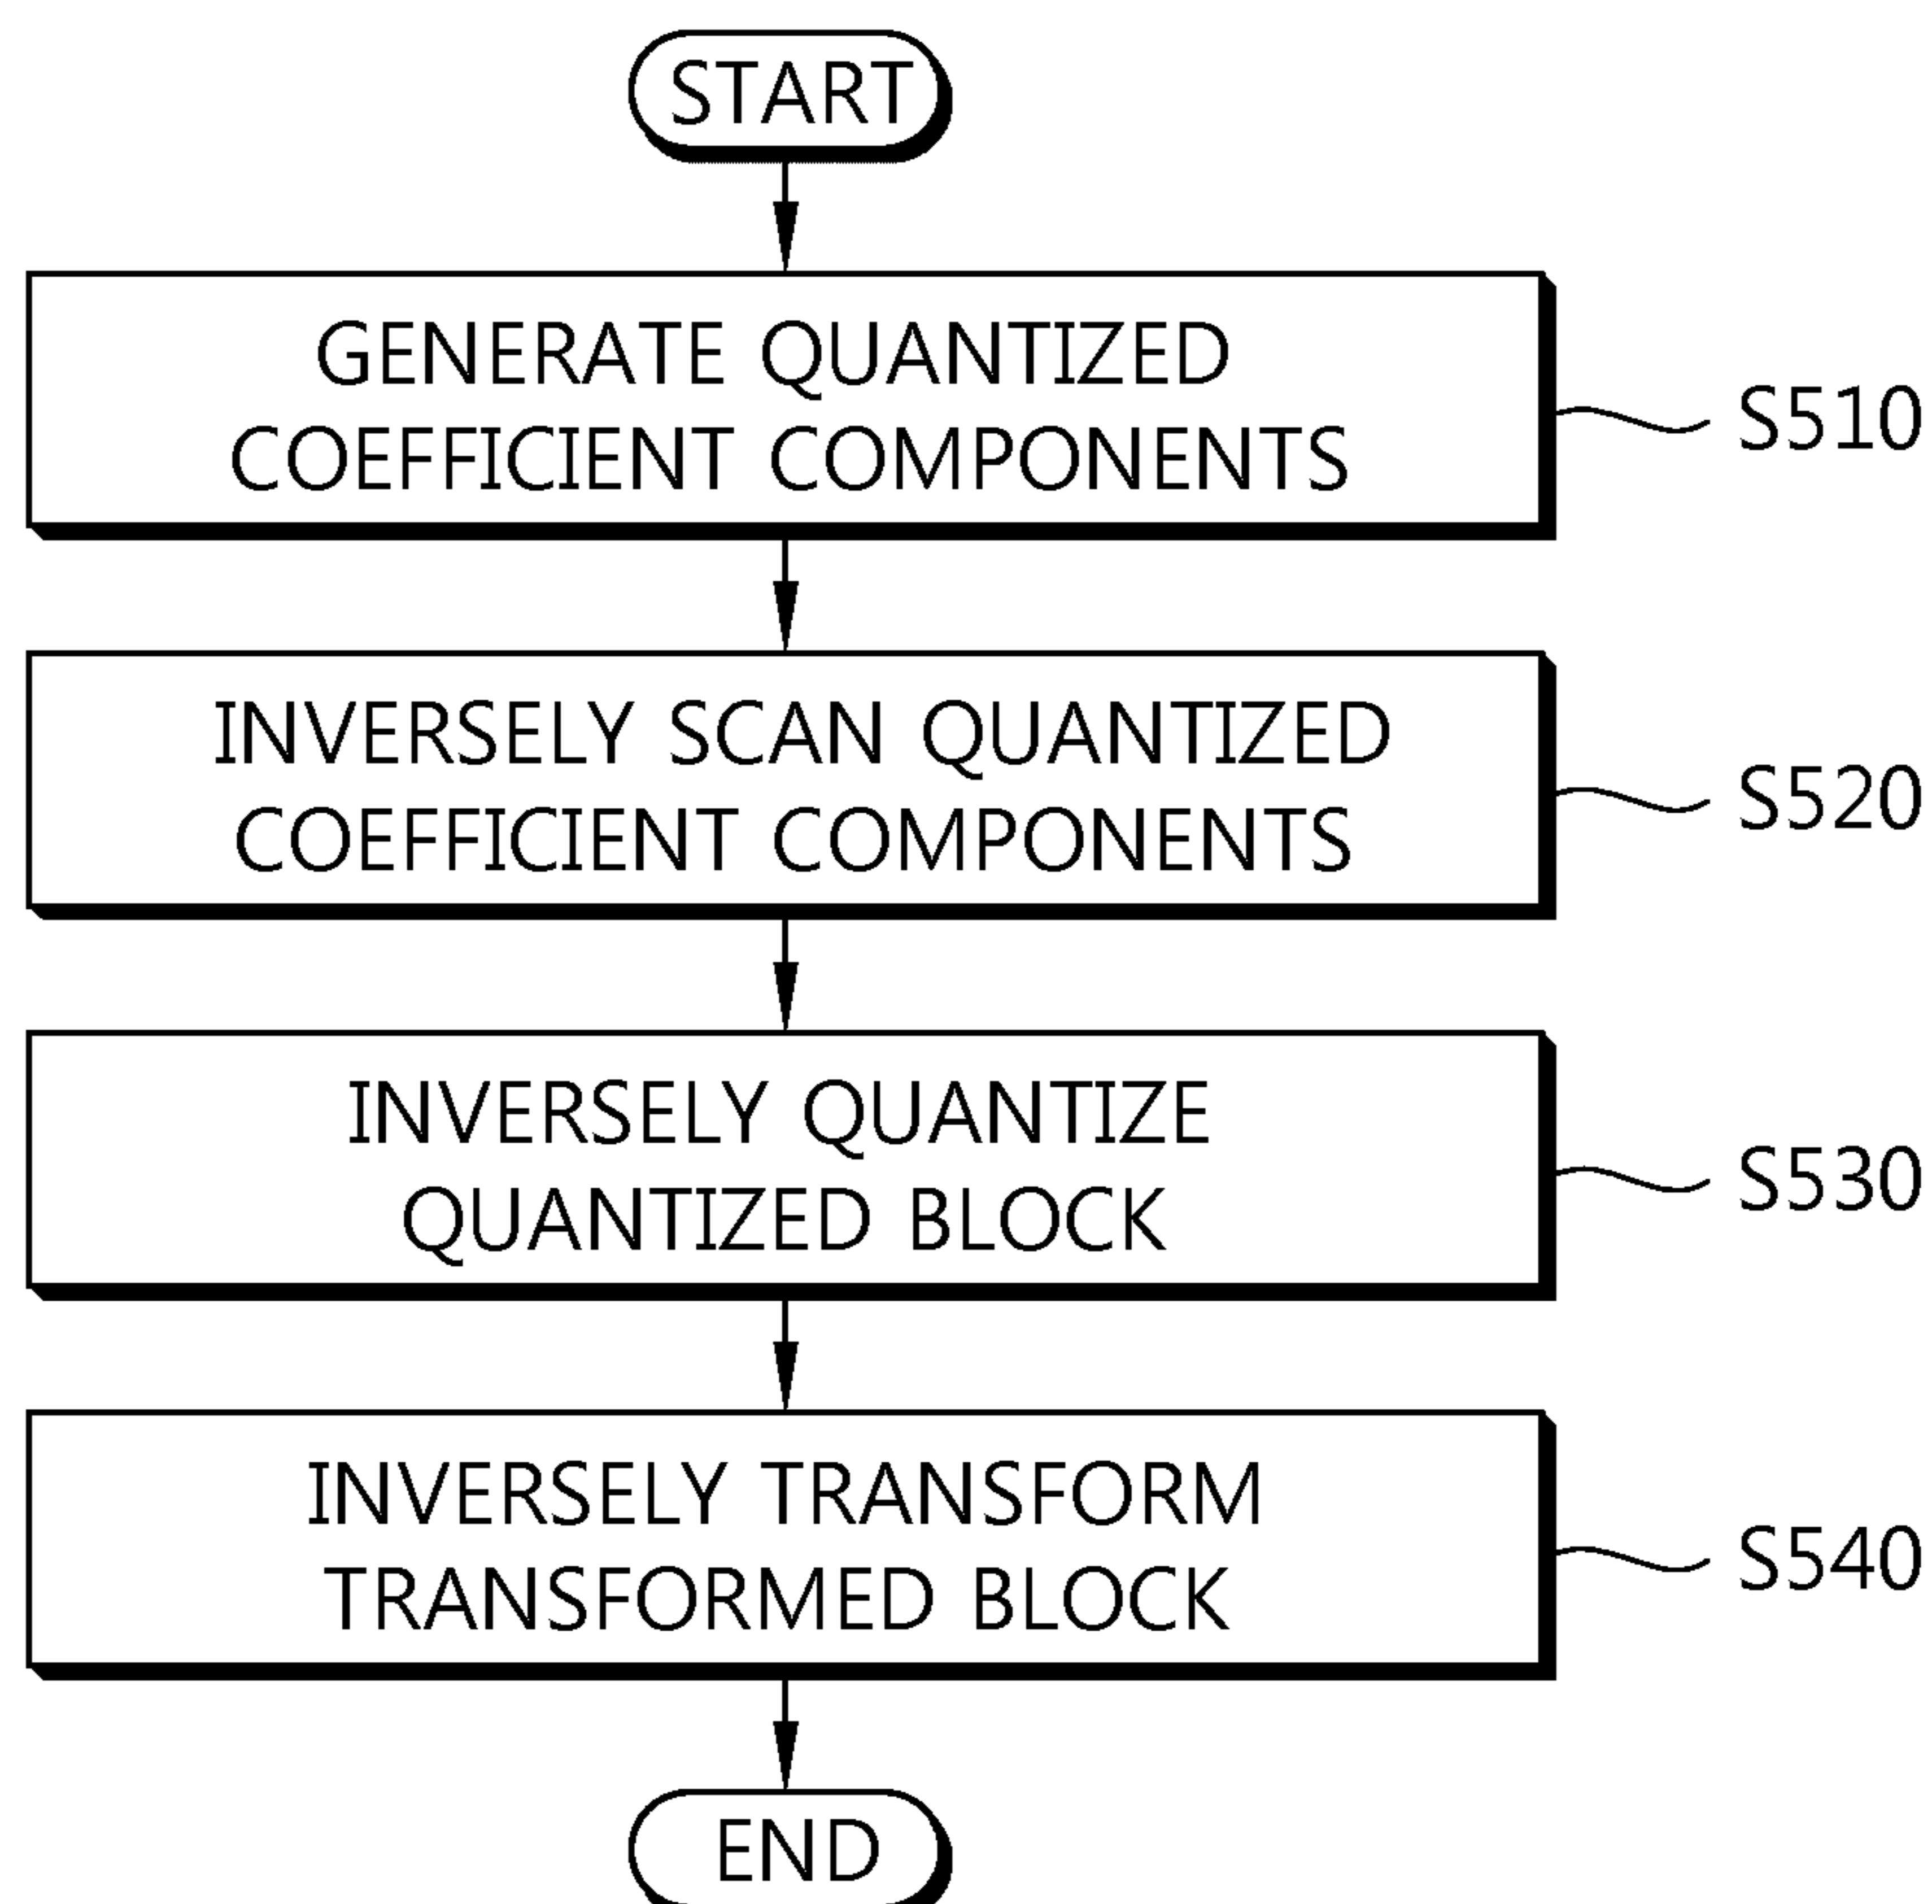 START
GENERATE QUANTIZED
COEFFICIENT COMPONENTS
S510
INVERSELY SCAN QUANTIZED
COEFFICIENT COMPONENTS
S520
INVERSELY QUANTIZE
QUANTIZED BLOCK
S530
INVERSELY TRANSFORM
TRANSFORMED BLOCK
S540
END